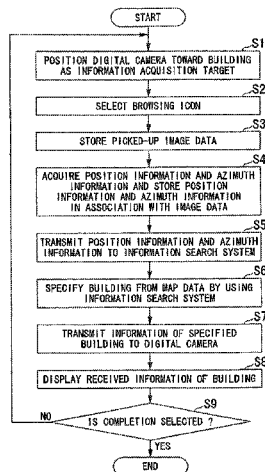 START
S1
POSITION DIGITAL CAMERA TOWARD BUILDING
AS INFORMATION ACQUISITION TARGET
S2
SELECT BROWSING ICON
S3
STORE PICKED-UP IMAGE DATA
S4
ACQUIRE POSITION INFORMATION AND AZIMUTH
INFORMATION AND STORE POSITION
INFORMATION AND AZIMUTH INFORMATION
IN ASSOCIATION WITH IMAGE DATA
S5
TRANSMIT POSITION INFORMATION AND AZIMUTH
INFORMATION TO INFORMATION SEARCH SYSTEM
S6
SPECIFY BUILDING FROM MAP DATA BY USING
INFORMATION SEARCH SYSTEM
S7
TRANSMIT INFORMATION OF SPECIFIED
BUILDING TO DIGITAL CAMERA
S8
DISPLAY RECEIVED INFORMATION OF BUILDING
S9
NO
IS COMPLETION SELECTED ?
YES
END